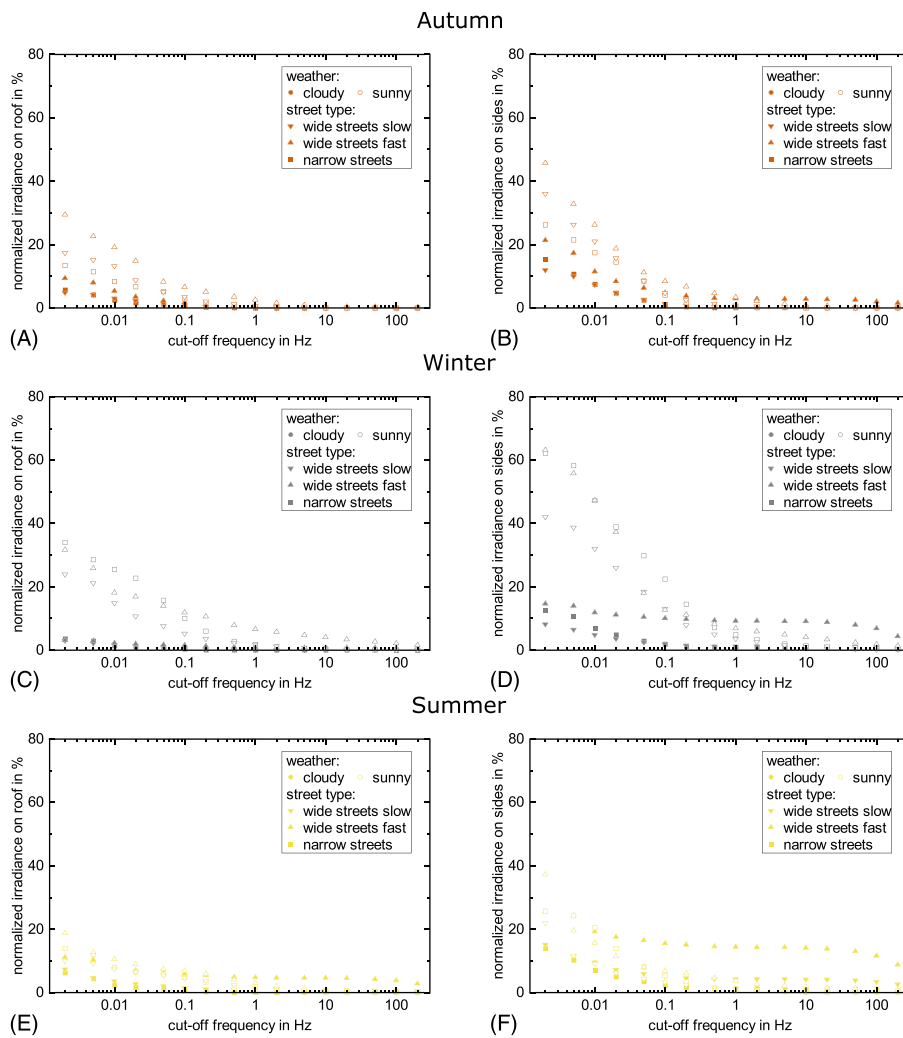 Autumn
normalized irradiance on roof in %
80
60
40
20
0
weather:
cloudy sunny
street type:
wide streets slow
wide streets fast
narrow streets
0.01 0.1 1 10 100
(A) cut-off frequency in Hz
normalized irradiance on sides in %
80
60
40
20
0
weather:
cloudy sunny
street type:
wide streets slow
wide streets fast
narrow streets
0.01 0.1 1 10 100
(B) cut-off frequency in Hz
Winter
normalized irradiance on roof in %
80
60
40
20
0
weather:
cloudy sunny
street type:
wide streets slow
wide streets fast
narrow streets
0.01 0.1 1 10 100
(C) cut-off frequency in Hz
normalized irradiance on sides in %
80
60
40
20
0
weather:
cloudy sunny
street type:
wide streets slow
wide streets fast
narrow streets
0.01 0.1 1 10 100
(D) cut-off frequency in Hz
Summer
normalized irradiance on roof in %
80
60
40
20
0
weather:
cloudy sunny
street type:
wide streets slow
wide streets fast
narrow streets
0.01 0.1 1 10 100
(E) cut-off frequency in Hz
normalized irradiance on sides in %
80
60
40
20
0
weather:
cloudy sunny
street type:
wide streets slow
wide streets fast
narrow streets
0.01 0.1 1 10 100
(F) cut-off frequency in Hz